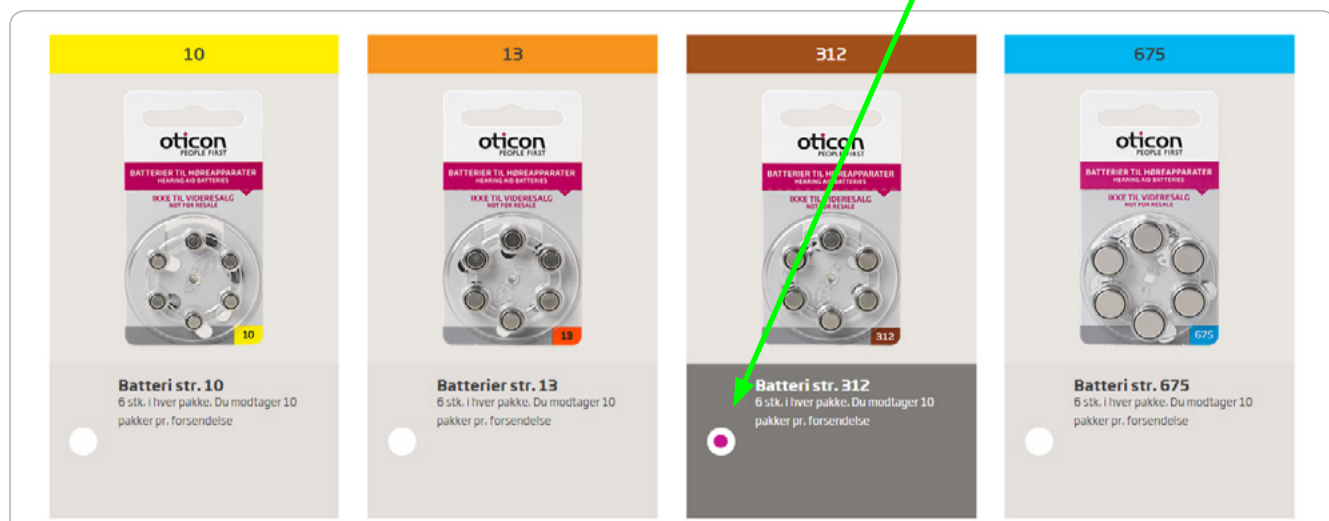 10
oticon
PEOPLE FIRST
BATTERIER TIL HØREAPPARATER
HEARING AID BATTERIES
IKKE TIL VIDERESALG
NOT FOR RESALE
10
Batteri str. 10
6 stk. i hver pakke. Du modtager 10
pakker pr. forsendelse
13
oticon
PEOPLE FIRST
BATTERIER TIL HØREAPPARATER
HEARING AID BATTERIES
IKKE TIL VIDERESALG
NOT FOR RESALE
13
Batterier str. 13
6 stk. i hver pakke. Du modtager 10
pakker pr. forsendelse
312
oticon
PEOPLE FIRST
BATTERIER TIL HØREAPPARATER
HEARING AID BATTERIES
IKKE TIL VIDERESALG
NOT FOR RESALE
312
Batteri str. 312
6 stk. i hver pakke. Du modtager 10
pakker pr. forsendelse
675
oticon
PEOPLE FIRST
BATTERIER TIL HØREAPPARATER
HEARING AID BATTERIES
IKKE TIL VIDERESALG
NOT FOR RESALE
675
Batteri str. 675
6 stk. i hver pakke. Du modtager 10
pakker pr. forsendelse